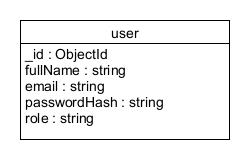 user
_id : ObjectId
fullName : string
email : string
passwordHash : string
role : string